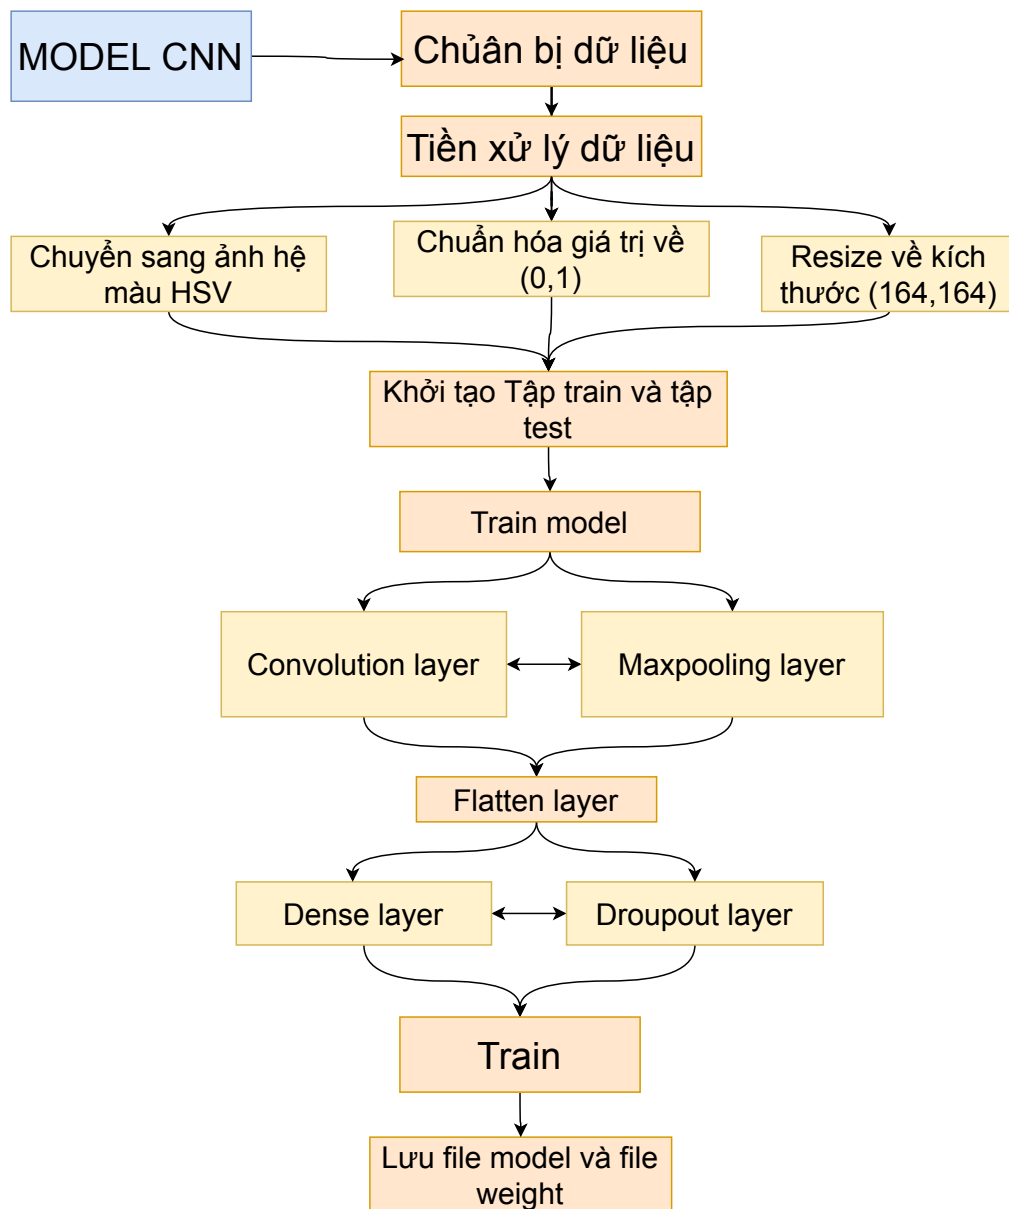 MODEL CNN
Chủân bị dữ liệu
Tiền xử lý dữ liệu
Chuyển sang ảnh hệ
màu HSV
Chuẩn hóa giá trị về
(0,1)
Resize về kích
thước (164,164)
Khởi tạo Tập train và tập
test
Train model
Convolution layer
Maxpooling layer
Flatten layer
Dense layer
Droupout layer
Train
Lưu file model và file
weight